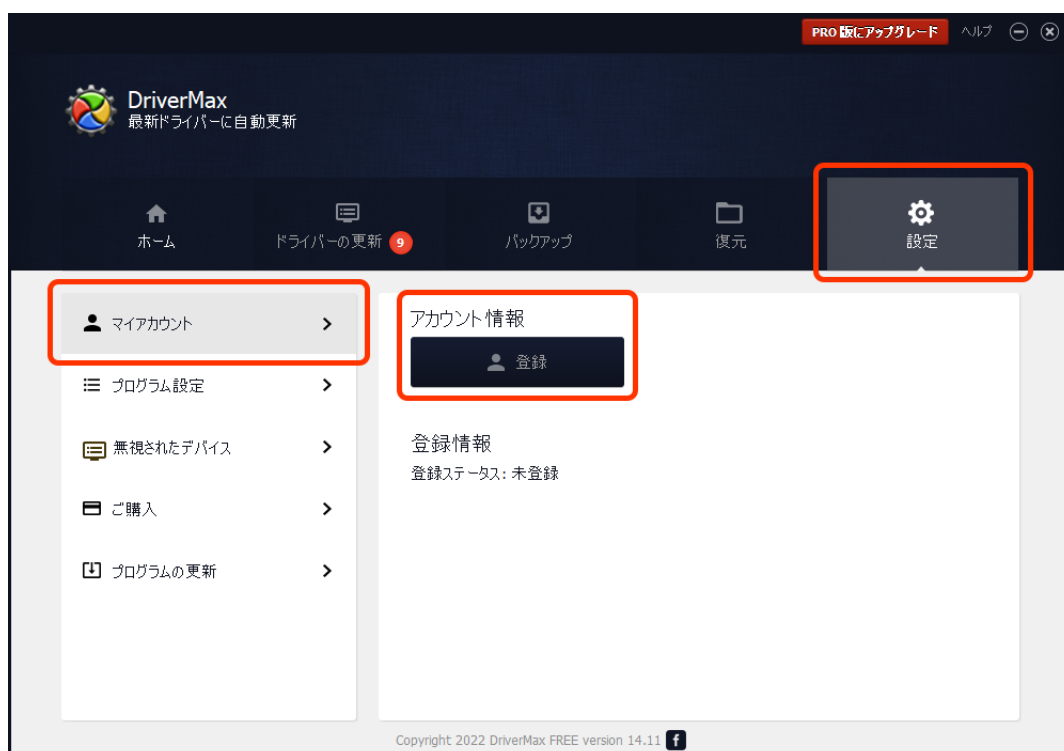 PRO 版にアップグレード ヘルプ
DriverMax
最新ドライバーに自動更新
ホーム
ドライバーの更新 9
バックアップ
復元
設定
マイアカウント
プログラム設定
無視されたデバイス
ご購入
プログラムの更新
アカウント情報
登録
登録情報
登録ステータス: 未登録
Copyright 2022 DriverMax FREE version 14.11 f